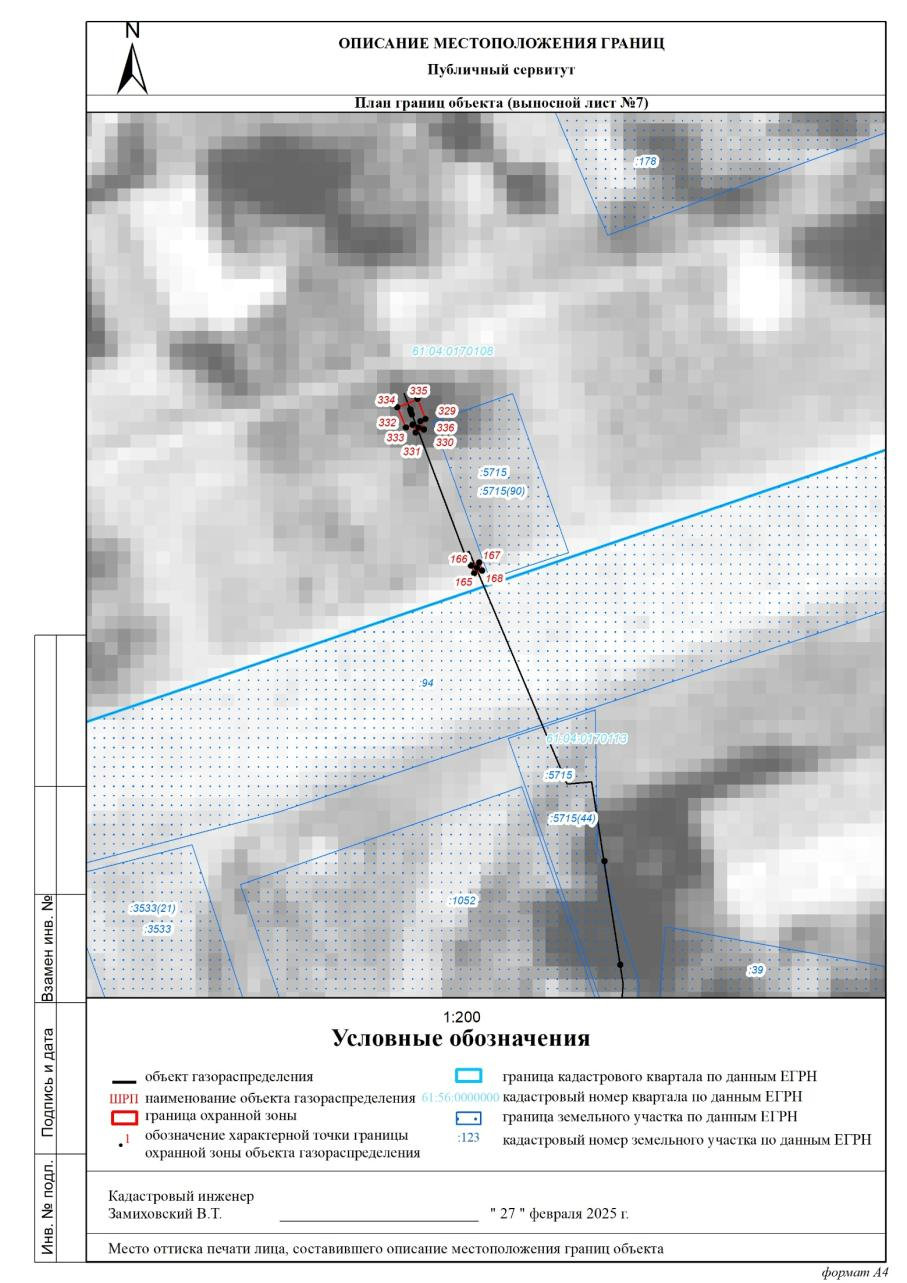 N
ОПИСАНИЕ МЕСТОПОЛОЖЕНИЯ ГРАНИЦ
Публичный сервитут
План границ объекта (выносной лист №7)
:178
61:04:0170108
335
334
329
332
336
333
330
331
:5715
:5715(90)
167
166
165
168
:94
61:04:0170113
:5715
:5715(44)
:1052
:3533(21)
:3533
:39
1:200
Условные обозначения
объект газораспределения
ШРП наименование объекта газораспределения
граница охранной зоны
1 обозначение характерной точки границы
охранной зоны объекта газораспределения
граница кадастрового квартала по данным ЕГРН
61:56:0000000 кадастровый номер квартала по данным ЕГРН
граница земельного участка по данным ЕГРН
:123 кадастровый номер земельного участка по данным ЕГРН
Кадастровый инженер
Замиховский В.Т. " 27 " февраля 2025 г.
Место оттиска печати лица, составившего описание местоположения границ объекта
Взамен инв. №
Подпись и дата
Инв. № подл.
формат А4